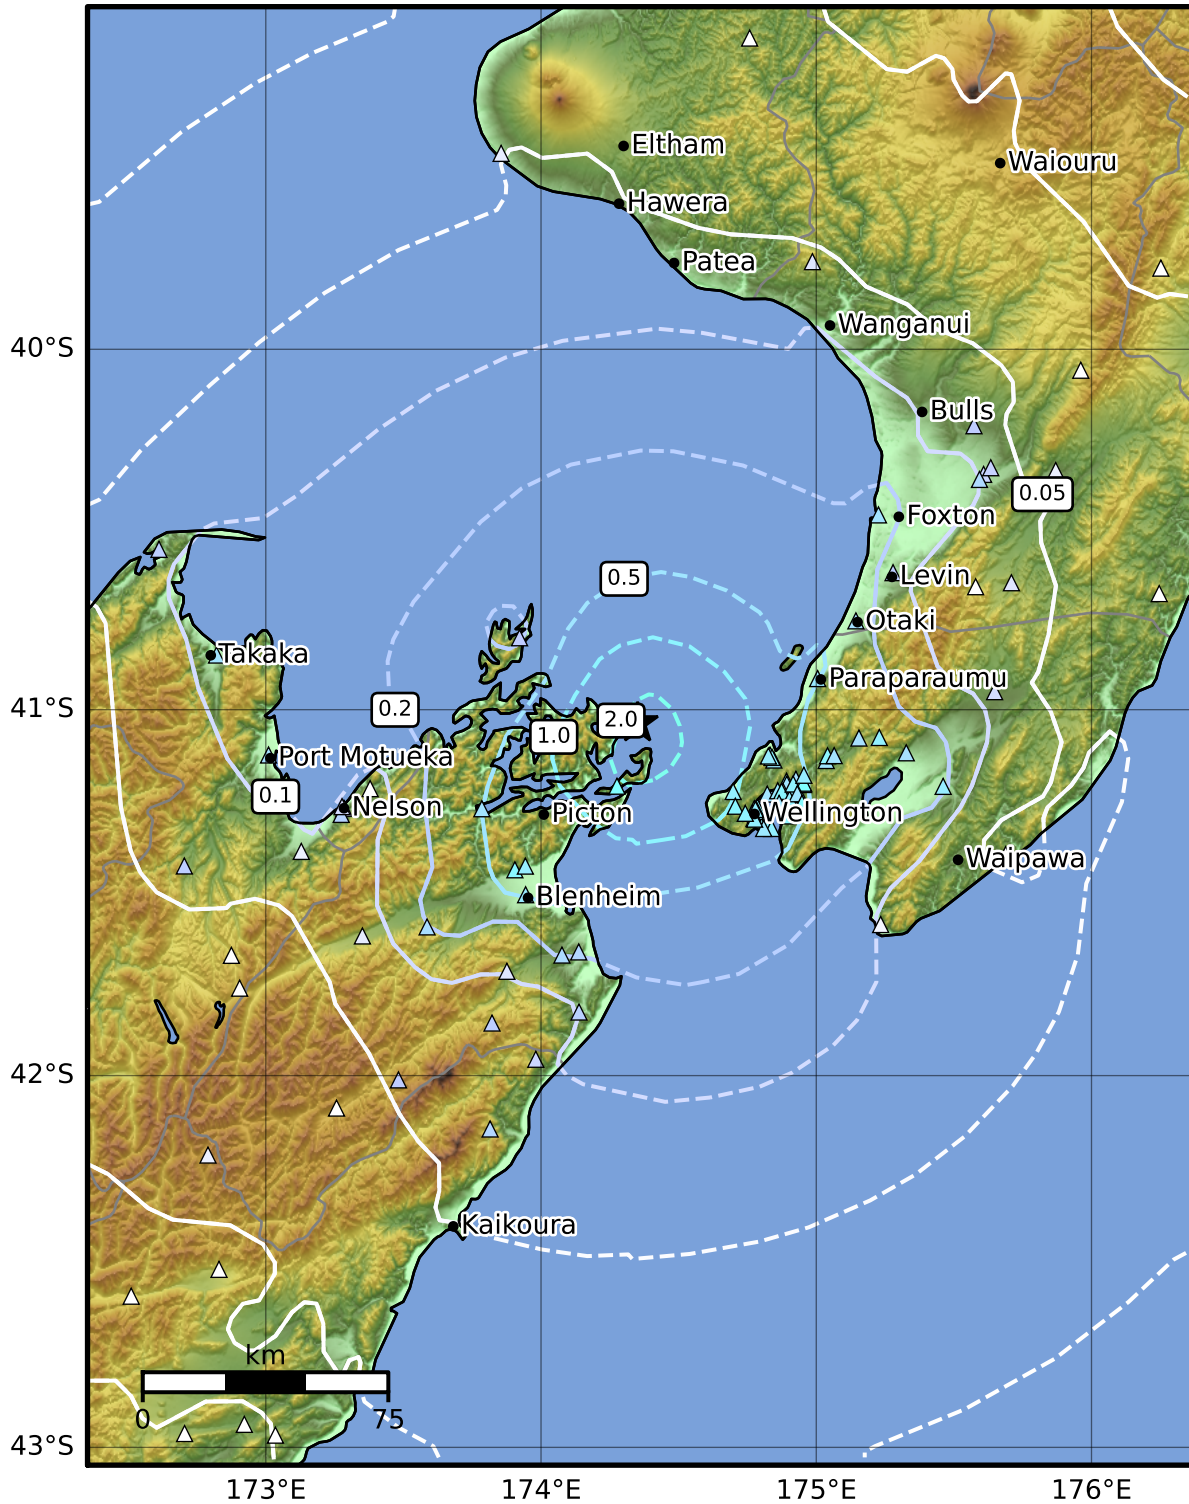 Eltham
Waiouru
Hawera
Patea
Wanganui
40°S
Bulls
0.05
Foxton
0.5
Levin
Otaki
Takaka
Paraparaumu
0.2
41°S
2.0
1.0
Port Motueka
0.1
Nelson
Picton
Wellington
Waipawa
Blenheim
42°S
Kaikoura
km
0
75
43°S
173°E
174°E
175°E
176°E